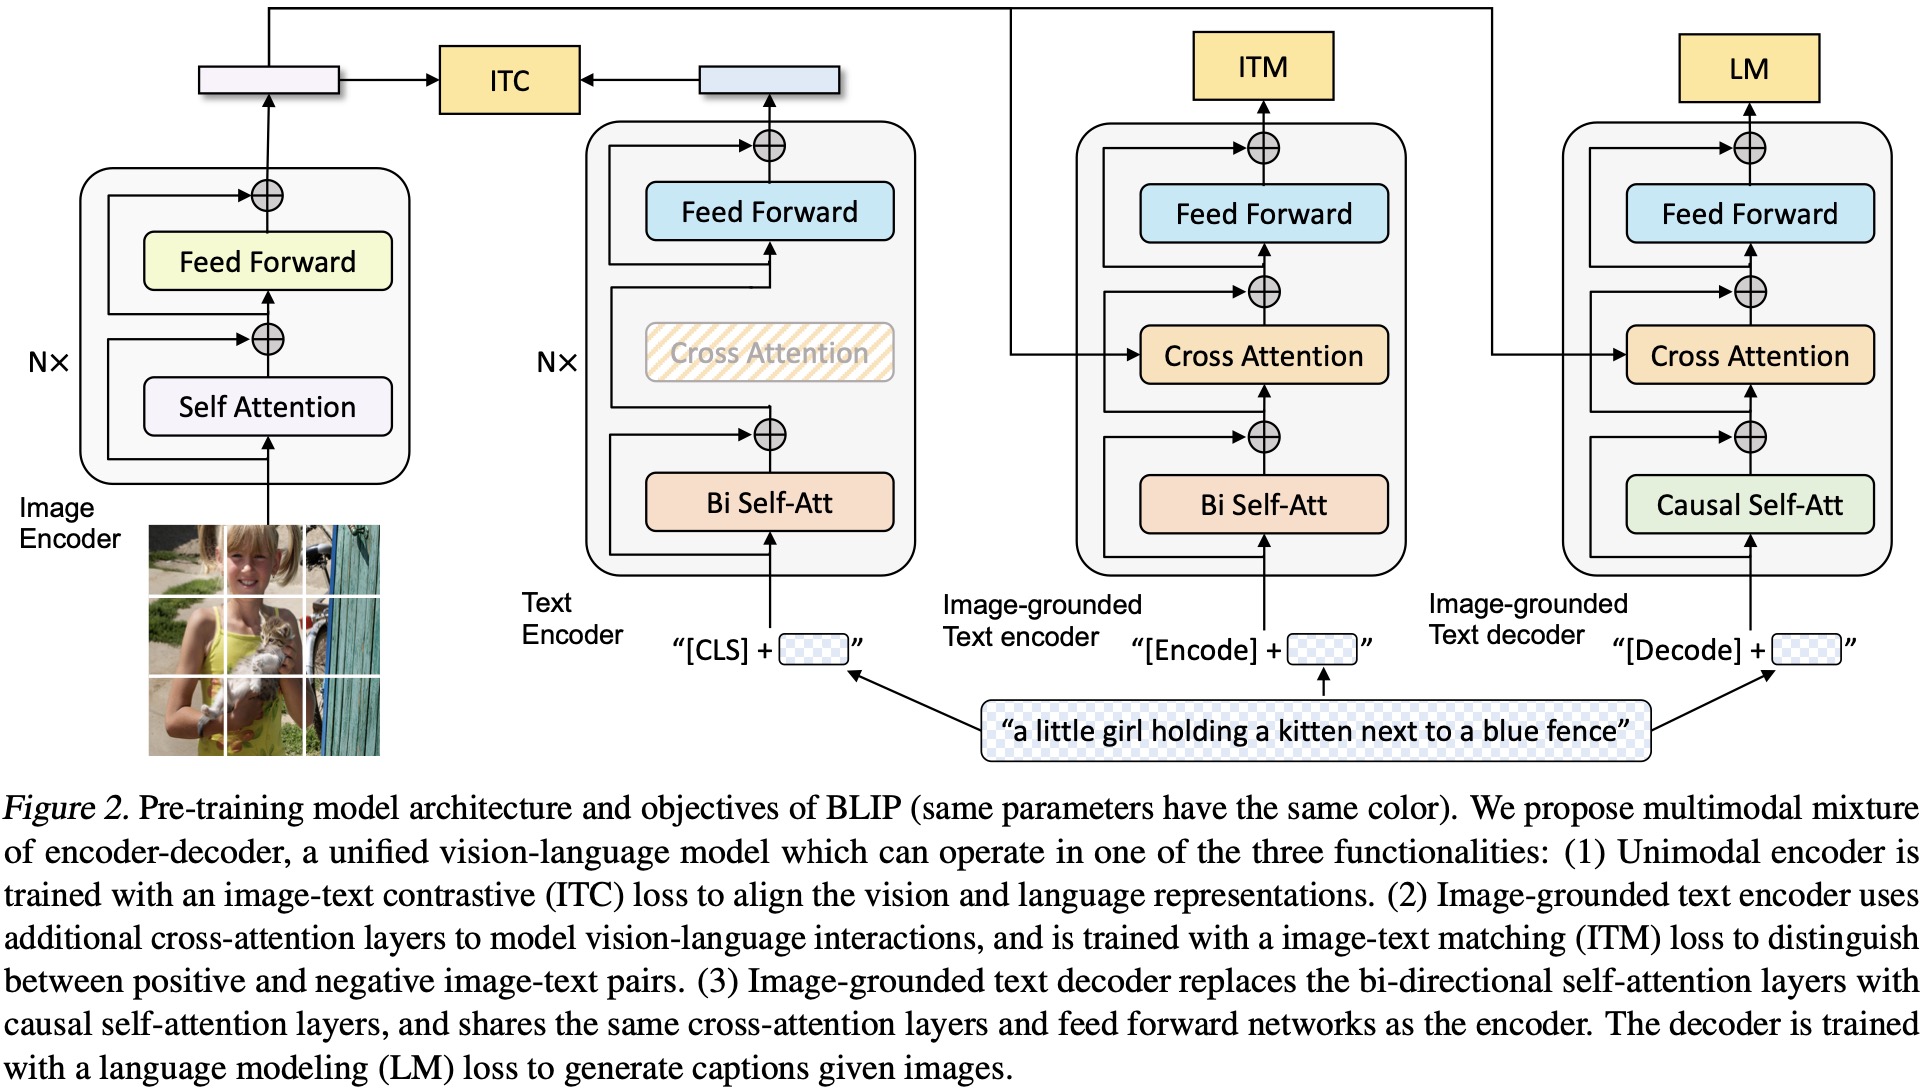 ITC
ITM
LM
Feed Forward
Self Attention
N×
Image
Encoder
Feed Forward
Cross Attention
Bi Self-Att
N×
Text
Encoder
“[CLS] + ”
Feed Forward
Cross Attention
Bi Self-Att
Image-grounded
Text encoder
“[Encode] + ”
Feed Forward
Cross Attention
Causal Self-Att
Image-grounded
Text decoder
“[Decode] + ”
“a little girl holding a kitten next to a blue fence”
Figure 2. Pre-training model architecture and objectives of BLIP (same parameters have the same color). We propose multimodal mixture
of encoder-decoder, a unified vision-language model which can operate in one of the three functionalities: (1) Unimodal encoder is
trained with an image-text contrastive (ITC) loss to align the vision and language representations. (2) Image-grounded text encoder uses
additional cross-attention layers to model vision-language interactions, and is trained with a image-text matching (ITM) loss to distinguish
between positive and negative image-text pairs. (3) Image-grounded text decoder replaces the bi-directional self-attention layers with
causal self-attention layers, and shares the same cross-attention layers and feed forward networks as the encoder. The decoder is trained
with a language modeling (LM) loss to generate captions given images.